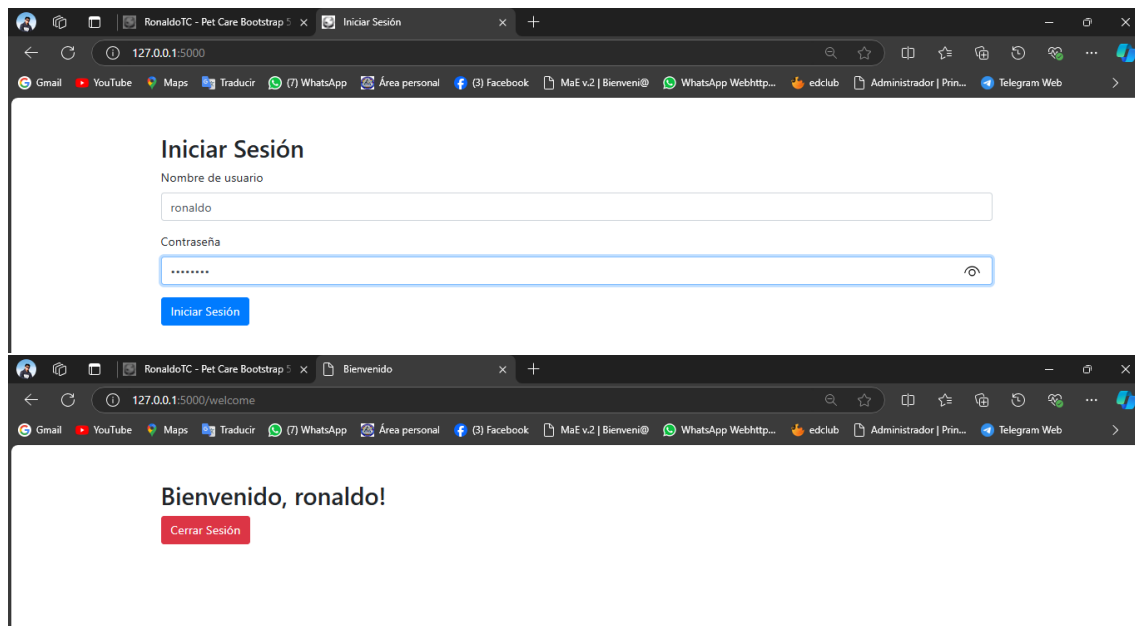 RonaldoTC - Pet Care Bootstrap 5 Iniciar Sesión
127.0.0.1:5000
Gmail YouTube Maps Traducir (7) WhatsApp Área personal (3) Facebook MaE v.2 | Bienveni@ WhatsApp Webhttp... edclub Administrador | Prin... Telegram Web
Iniciar Sesión
Nombre de usuario
ronaldo
Contraseña
••••••••
Iniciar Sesión
RonaldoTC - Pet Care Bootstrap 5 Bienvenido
127.0.0.1:5000/welcome
Gmail YouTube Maps Traducir (7) WhatsApp Área personal (3) Facebook MaE v.2 | Bienveni@ WhatsApp Webhttp... edclub Administrador | Prin... Telegram Web
Bienvenido, ronaldo!
Cerrar Sesión